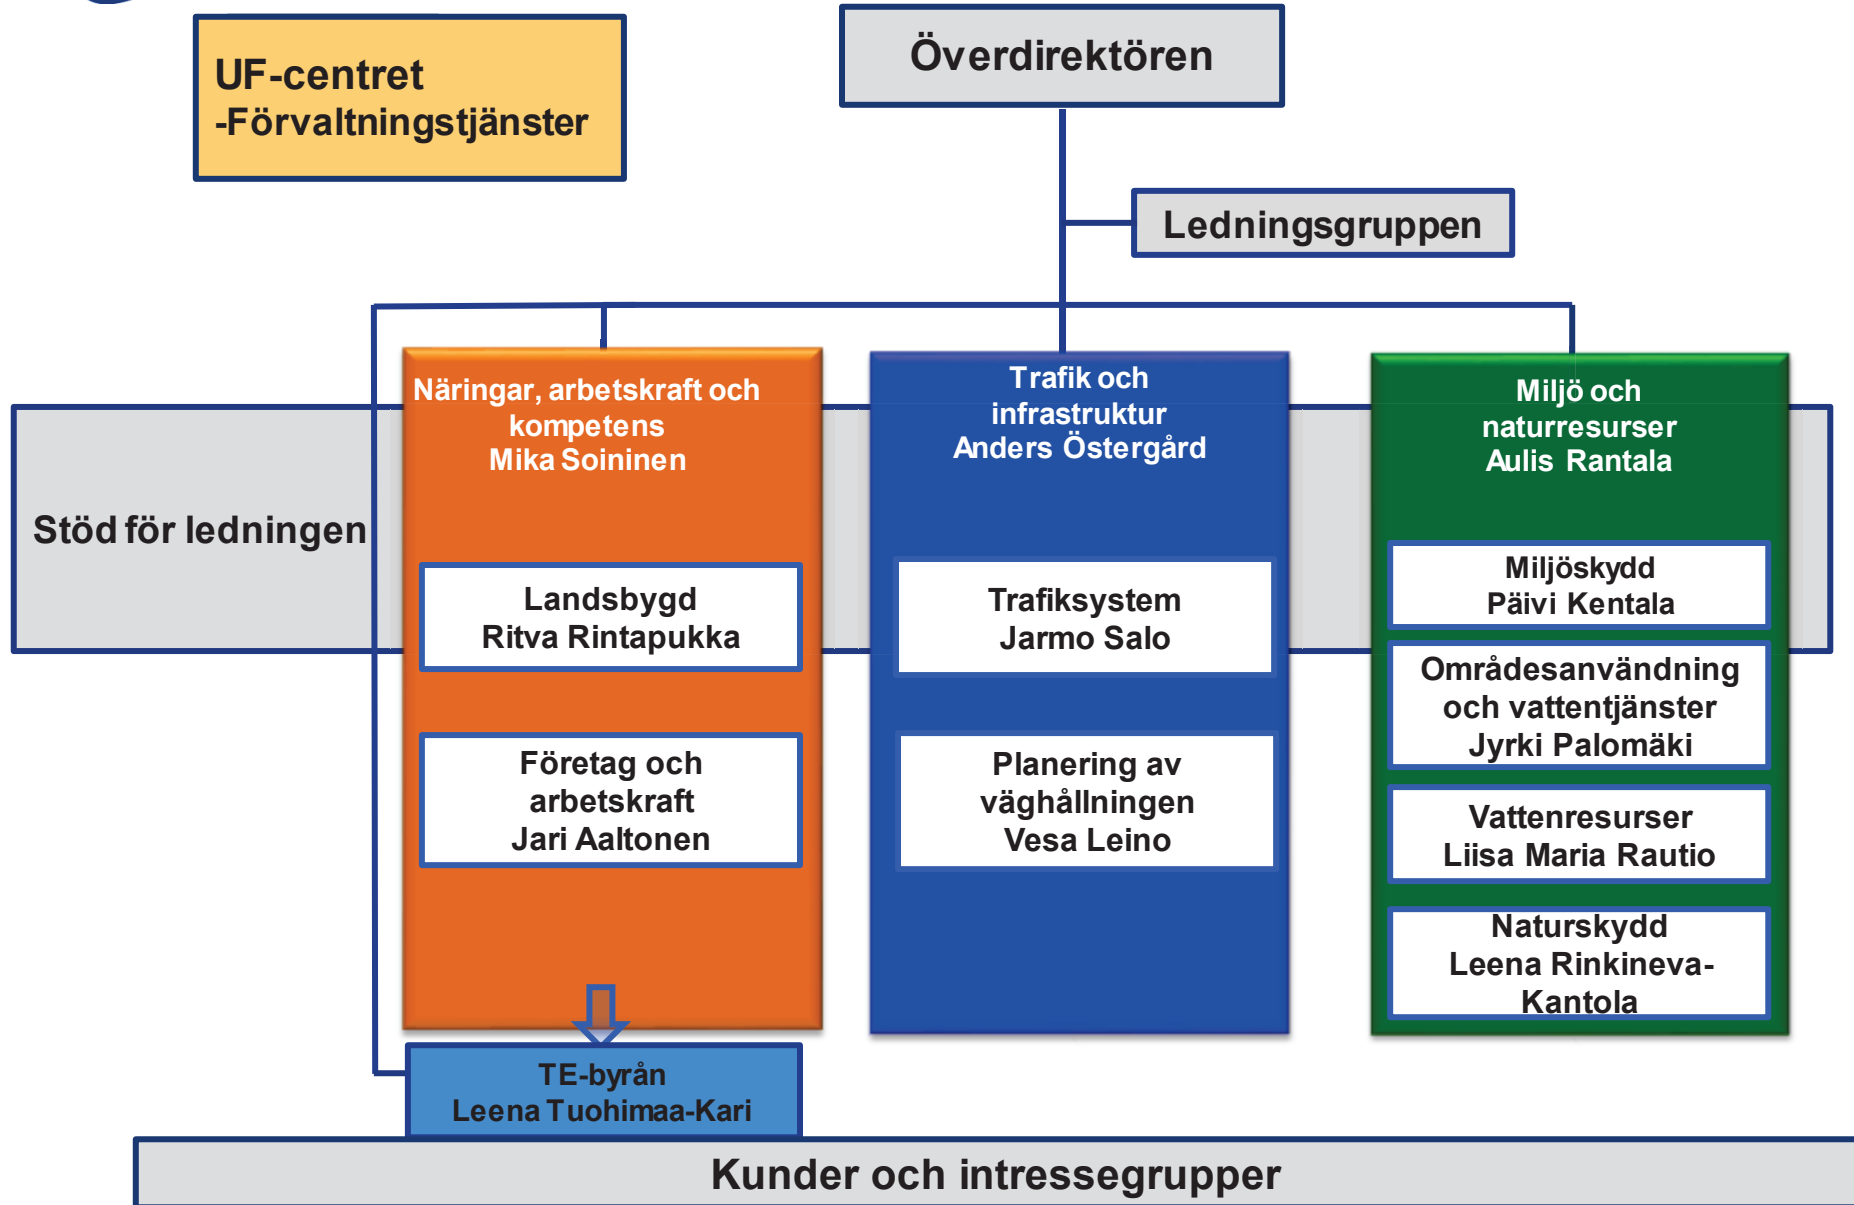 UF-centret
-Förvaltningstjänster
Överdirektören
Ledningsgruppen
Stöd för ledningen
Näringar, arbetskraft och
kompetens
Mika Soininen
Landsbygd
Ritva Rintapukka
Företag och
arbetskraft
Jari Aaltonen
TE-byrån
Leena Tuohimaa-Kari
Trafik och
infrastruktur
Anders Östergård
Trafiksystem
Jarmo Salo
Planering av
väghållningen
Vesa Leino
Miljö och
naturresurser
Aulis Rantala
Miljöskydd
Päivi Kentala
Områdesanvändning
och vattentjänster
Jyrki Palomäki
Vattenresurser
Liisa Maria Rautio
Naturskydd
Leena Rinkineva-
Kantola
Kunder och intressegrupper